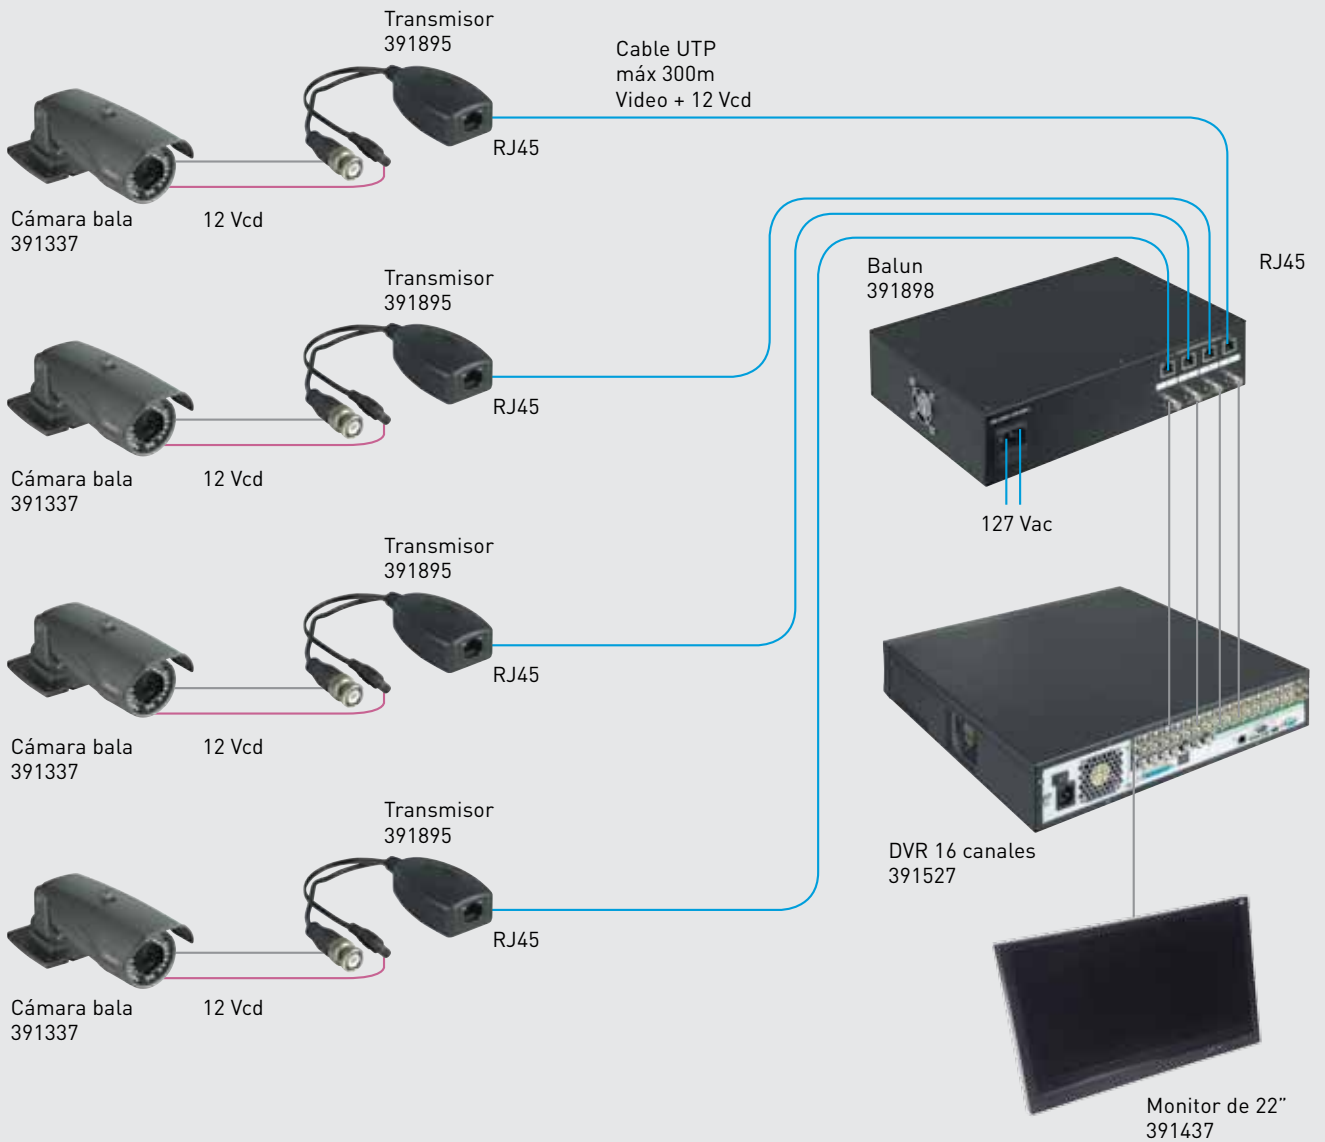 Transmisor
391895
Cable UTP
máx 300m
Video + 12 Vcd
RJ45
Cámara bala
391337
12 Vcd
Transmisor
391895
Balun
391898
RJ45
RJ45
Cámara bala
391337
12 Vcd
127 Vac
Transmisor
391895
RJ45
Cámara bala
391337
12 Vcd
Transmisor
391895
DVR 16 canales
391527
RJ45
Cámara bala
391337
12 Vcd
Monitor de 22”
391437